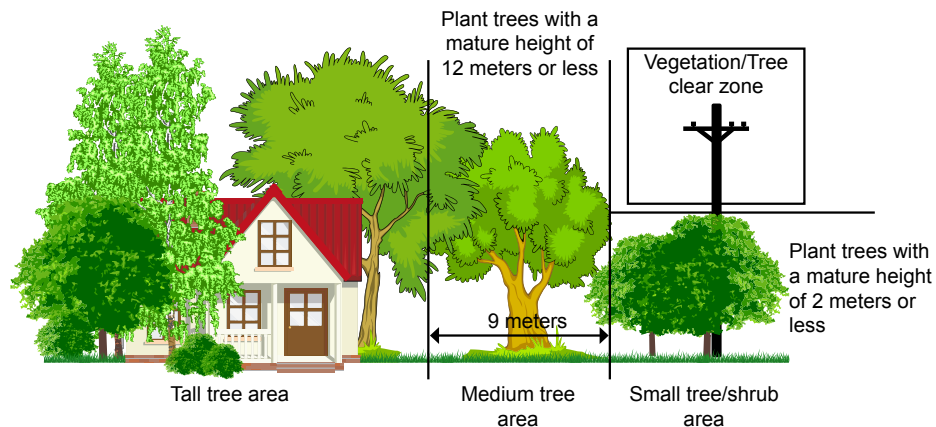 Plant trees with a
mature height of
12 meters or less
Vegetation/Tree
clear zone
Plant trees with
a mature height
of 2 meters or
less
9 meters
Tall tree area
Medium tree
area
Small tree/shrub
area